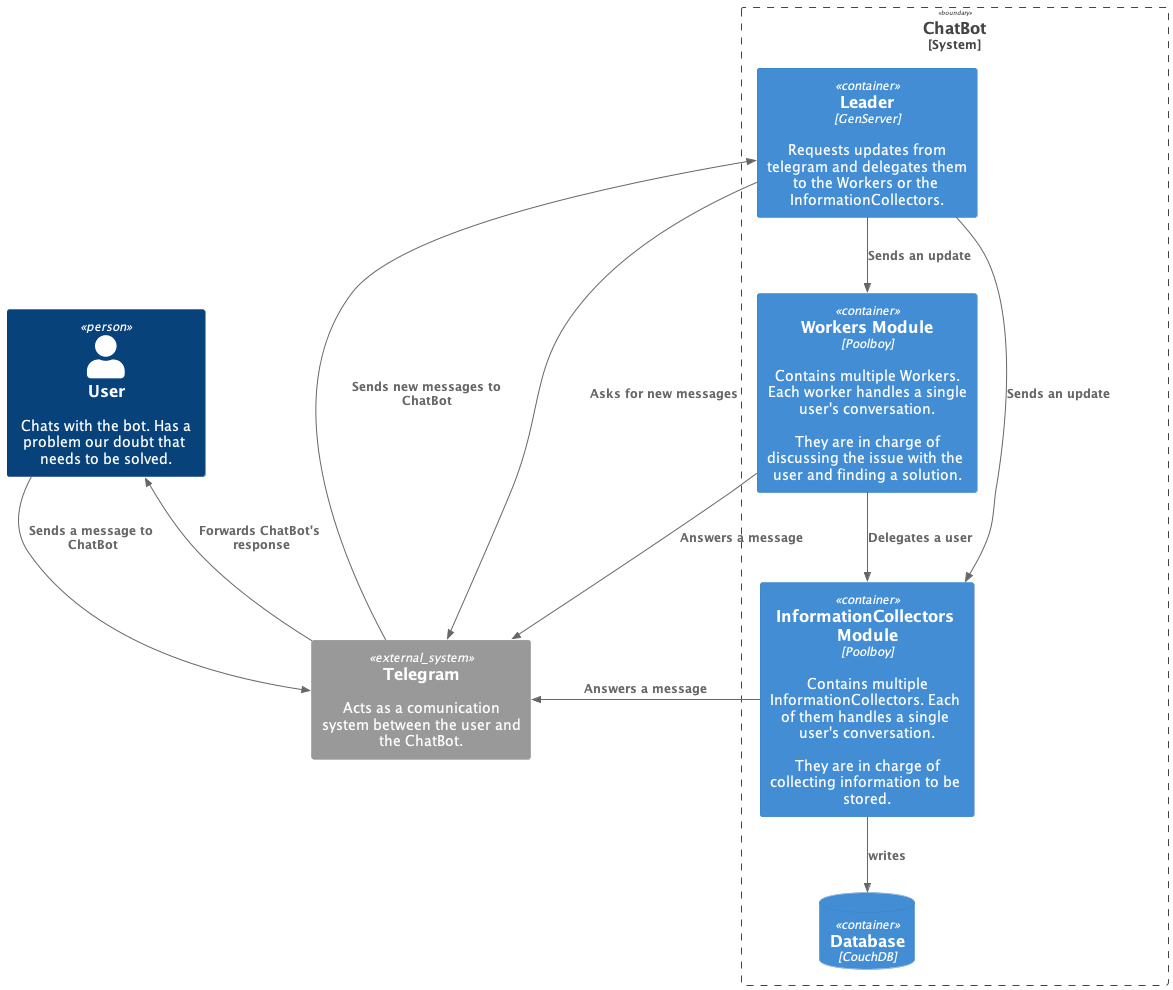 «boundary»
ChatBot
[System]
«container»
Leader
[GenServer]
Requests updates from
telegram and delegates them
to the Workers or the
InformationCollectors.
Sends an update
«container»
Workers Module
[Poolboy]
Contains multiple Workers.
Each worker handles a single
user's conversation.
They are in charge of
discussing the issue with the
user and finding a solution.
Sends new messages to
ChatBot
Asks for new messages
Sends an update
«person»
User
Chats with the bot. Has a
problem our doubt that
needs to be solved.
Sends a message to
ChatBot
Forwards ChatBot's
response
Answers a message
Delegates a user
«external_system»
Telegram
Acts as a comunication
system between the user and
the ChatBot.
Answers a message
«container»
InformationCollectors
Module
[Poolboy]
Contains multiple
InformationCollectors. Each
of them handles a single
user's conversation.
They are in charge of
collecting information to be
stored.
writes
«container»
Database
[CouchDB]